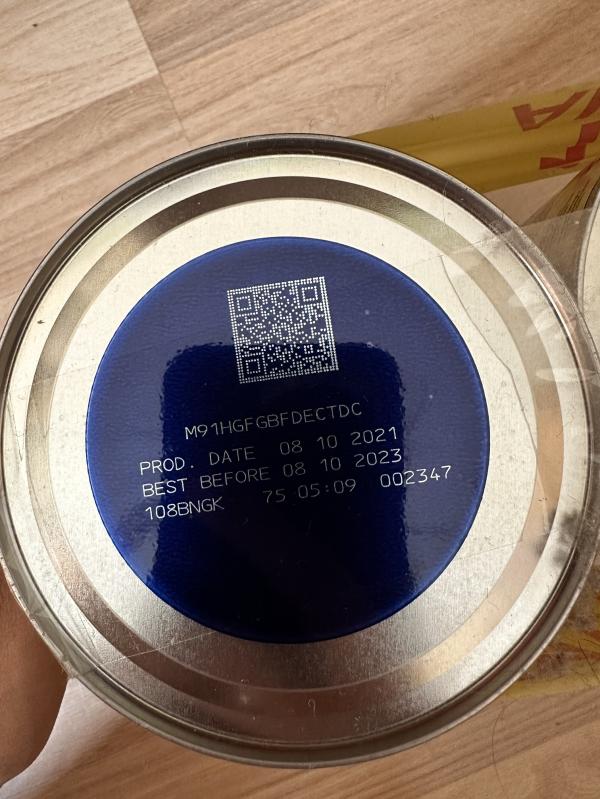 M91HGFGBFDECTDC
PROD. DATE 08 10 2021
BEST BEFORE 08 10 2023
108BNGK 75 05:09 002347